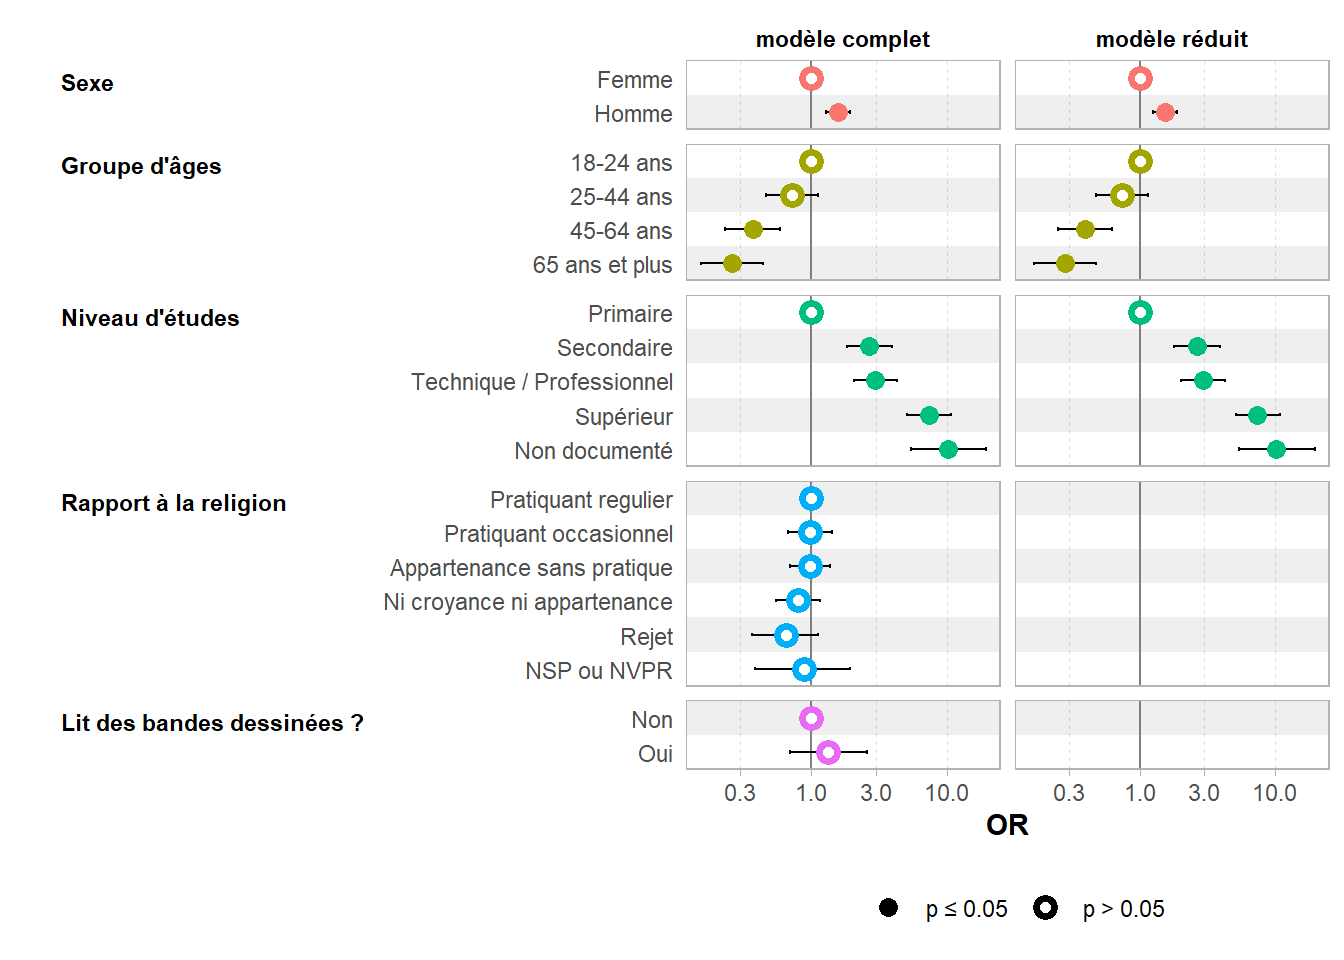 modèle complet
modèle réduit
Sexe
Femme
Homme
Groupe d'âges
18-24 ans
25-44 ans
45-64 ans
65 ans et plus
Niveau d'études
Primaire
Secondaire
Technique / Professionnel
Supérieur
Non documenté
Rapport à la religion
Pratiquant regulier
Pratiquant occasionnel
Appartenance sans pratique
Ni croyance ni appartenance
Rejet
NSP ou NVPR
Lit des bandes dessinées ?
Non
Oui
0.3 1.0 3.0 10.0
0.3 1.0 3.0 10.0
OR
p ≤ 0.05
p > 0.05